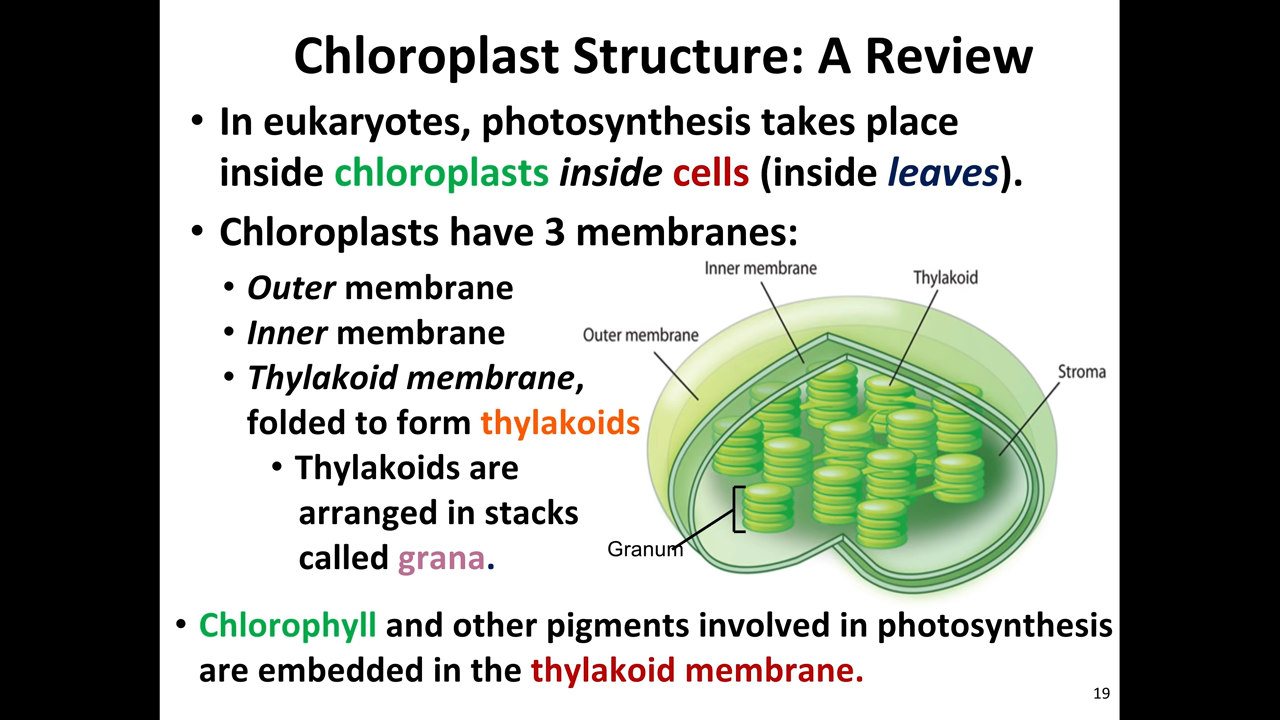 Chloroplast Structure: A Review
• In eukaryotes, photosynthesis takes place
inside chloroplasts inside cells (inside leaves).
• Chloroplasts have 3 membranes:
• Outer membrane
• Inner membrane
• Thylakoid membrane,
folded to form thylakoids
• Thylakoids are
arranged in stacks
called grana.
Inner membrane
Thylakoid
Outer membrane
Stroma
Granum
• Chlorophyll and other pigments involved in photosynthesis
are embedded in the thylakoid membrane.
19